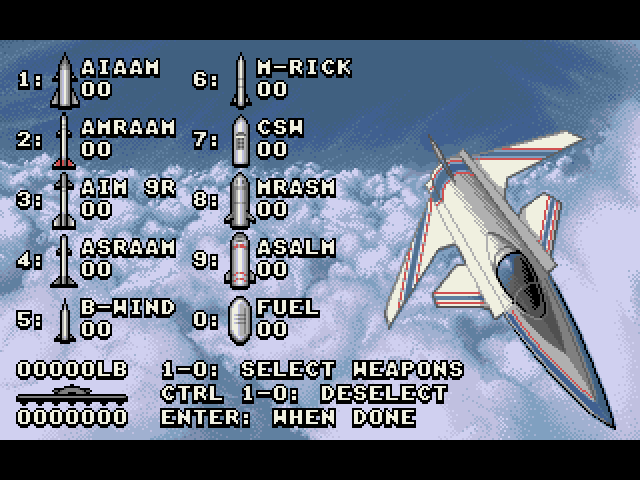 1: AIAAM 00
6: M-RICK 00
2: AMRAAM 00
7: CSW 00
3: AIM 9R 00
8: MRASM 00
4: ASRAAM 00
9: ASALM 00
5: B-WIND 00
0: FUEL 00
00000LB 1-0: SELECT WEAPONS
CTRL 1-0: DESELECT
0000000 ENTER: WHEN DONE